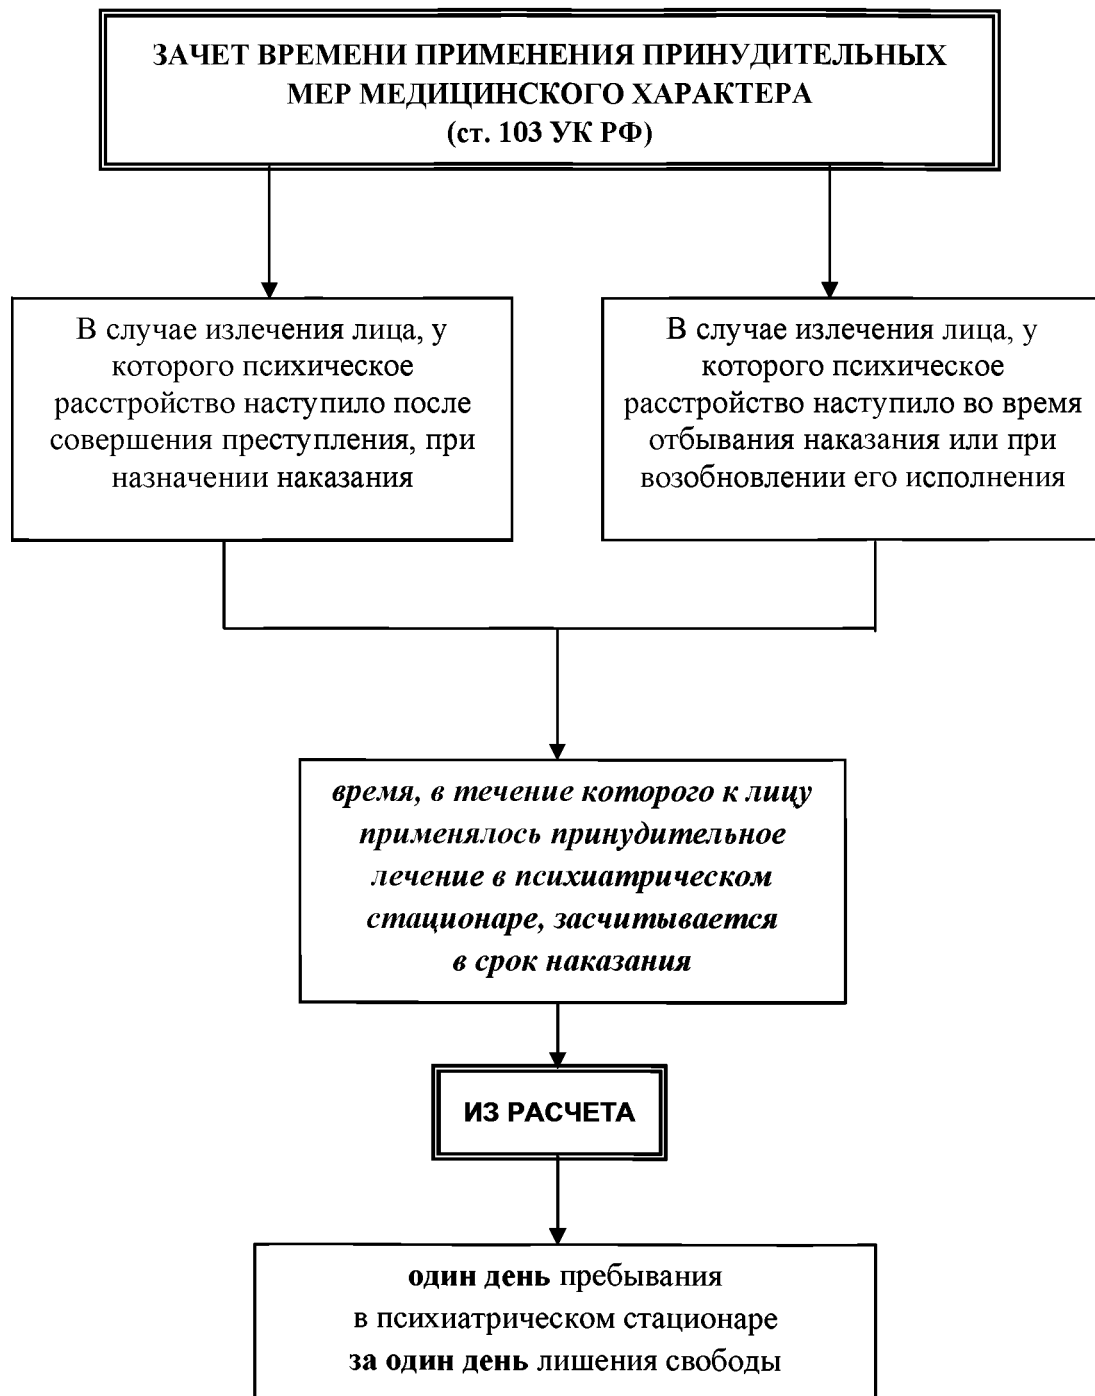 ЗАЧЕТ ВРЕМЕНИ ПРИМЕНЕНИЯ ПРИНУДИТЕЛЬНЫХ
МЕР МЕДИЦИНСКОГО ХАРАКТЕРА
(ст. 103 УК РФ)
В случае излечения лица, у
которого психическое
расстройство наступило после
совершения преступления, при
назначении наказания
В случае излечения лица, у
которого психическое
расстройство наступило во время
отбывания наказания или при
возобновлении его исполнения
время, в течение которого к лицу
применялось принудительное
лечение в психиатрическом
стационаре, засчитывается
в срок наказания
ИЗ РАСЧЕТА
один день пребывания
в психиатрическом стационаре
за один день лишения свободы